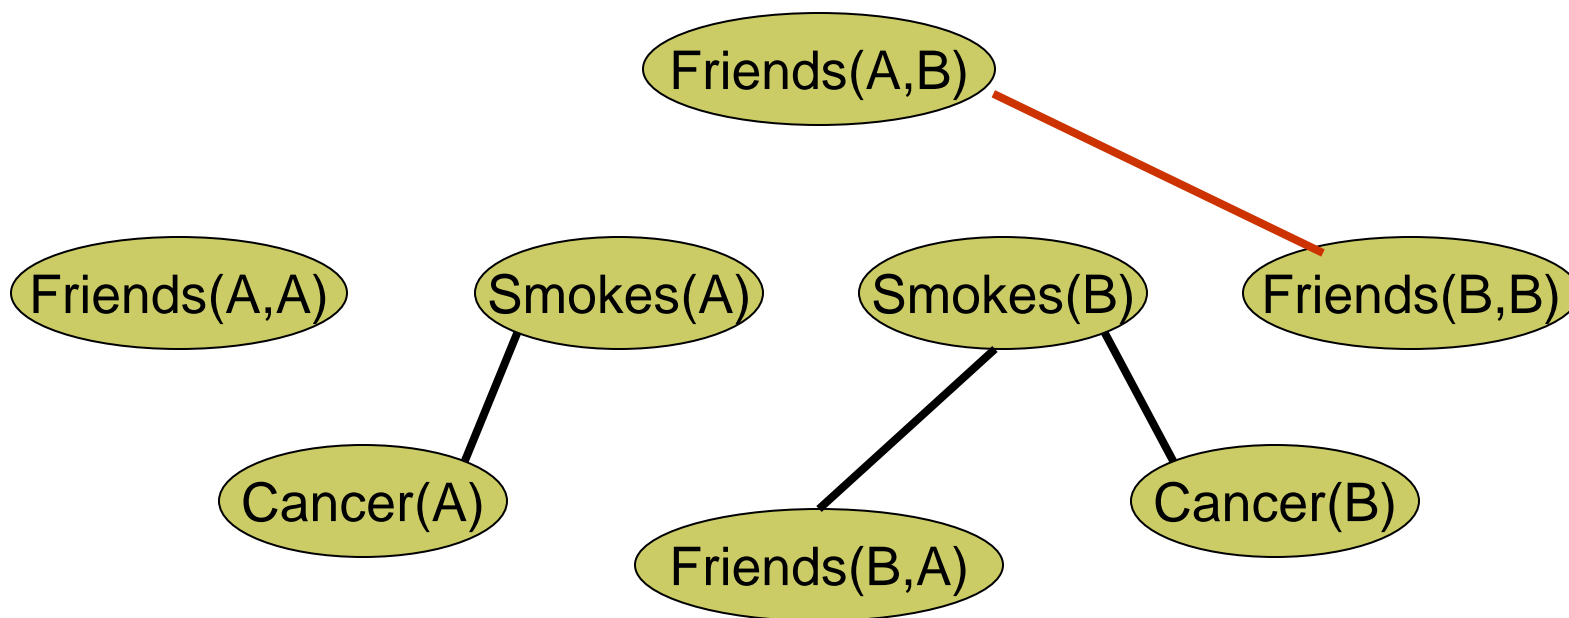 Friends(A,B)
Friends(A,A)
Smokes(A)
Smokes(B)
Friends(B,B)
Cancer(A)
Cancer(B)
Friends(B,A)